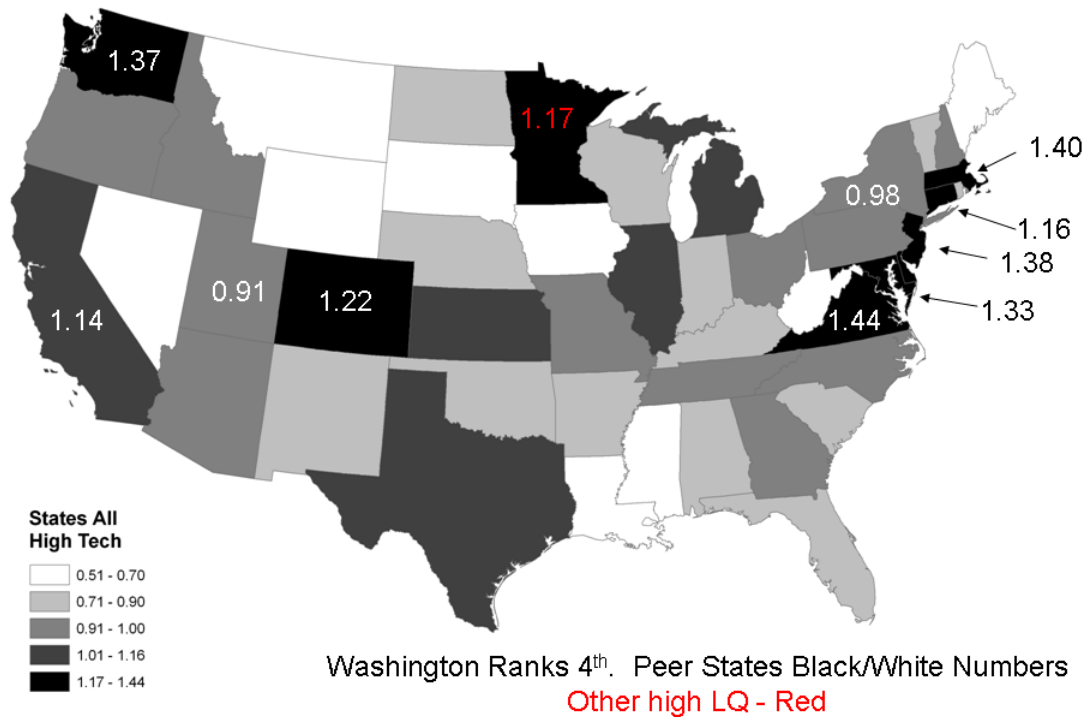 1.37
1.17
1.40
0.98
1.16
1.38
0.91
1.22
1.33
1.14
1.44
States All
High Tech
0.51 - 0.70
0.71 - 0.90
0.91 - 1.00
1.01 - 1.16
1.17 - 1.44
Washington Ranks 4th.  Peer States Black/White Numbers
Other high LQ - Red